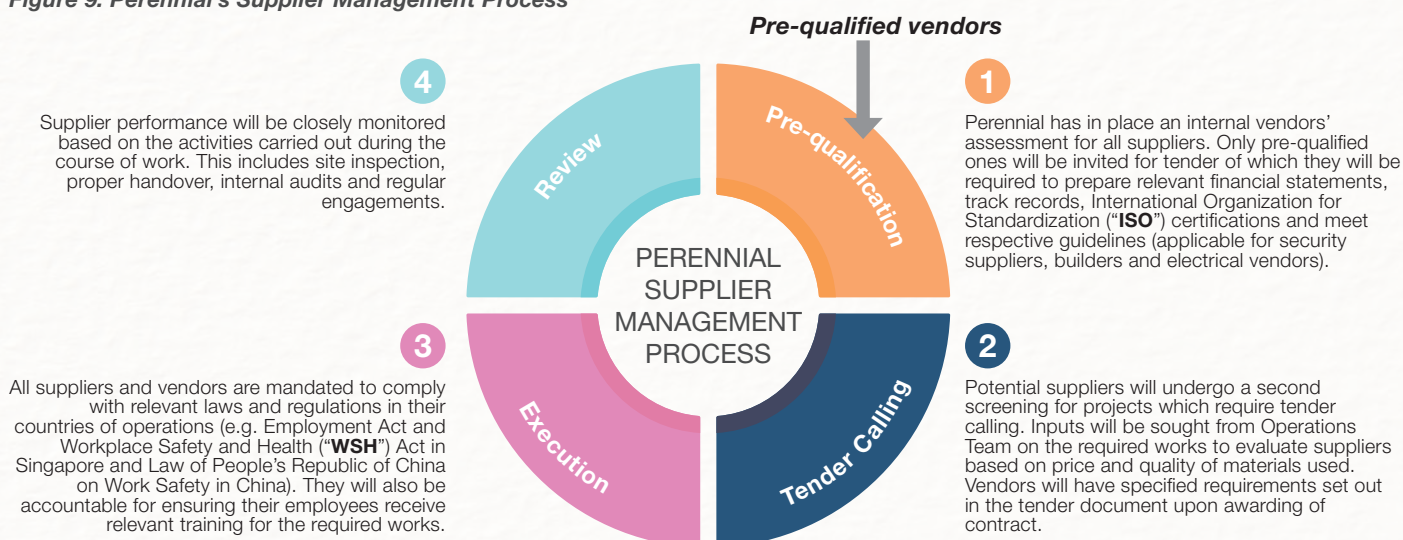 Figure 9. Perennial's Supplier Management Process
Pre-qualified vendors
1
Pre-qualification
Perennial has in place an internal vendors'
assessment for all suppliers. Only pre-qualified
ones will be invited for tender of which they will be
required to prepare relevant financial statements,
track records, International Organization for
Standardization ("ISO") certifications and meet
respective guidelines (applicable for security
suppliers, builders and electrical vendors).
2
Tender Calling
Potential suppliers will undergo a second
screening for projects which require tender
calling. Inputs will be sought from Operations
Team on the required works to evaluate suppliers
based on price and quality of materials used.
Vendors will have specified requirements set out
in the tender document upon awarding of
contract.
3
Execution
All suppliers and vendors are mandated to comply
with relevant laws and regulations in their
countries of operations (e.g. Employment Act and
Workplace Safety and Health ("WSH") Act in
Singapore and Law of People's Republic of China
on Work Safety in China). They will also be
accountable for ensuring their employees receive
relevant training for the required works.
4
Review
Supplier performance will be closely monitored
based on the activities carried out during the
course of work. This includes site inspection,
proper handover, internal audits and regular
engagements.
PERENNIAL
SUPPLIER
MANAGEMENT
PROCESS